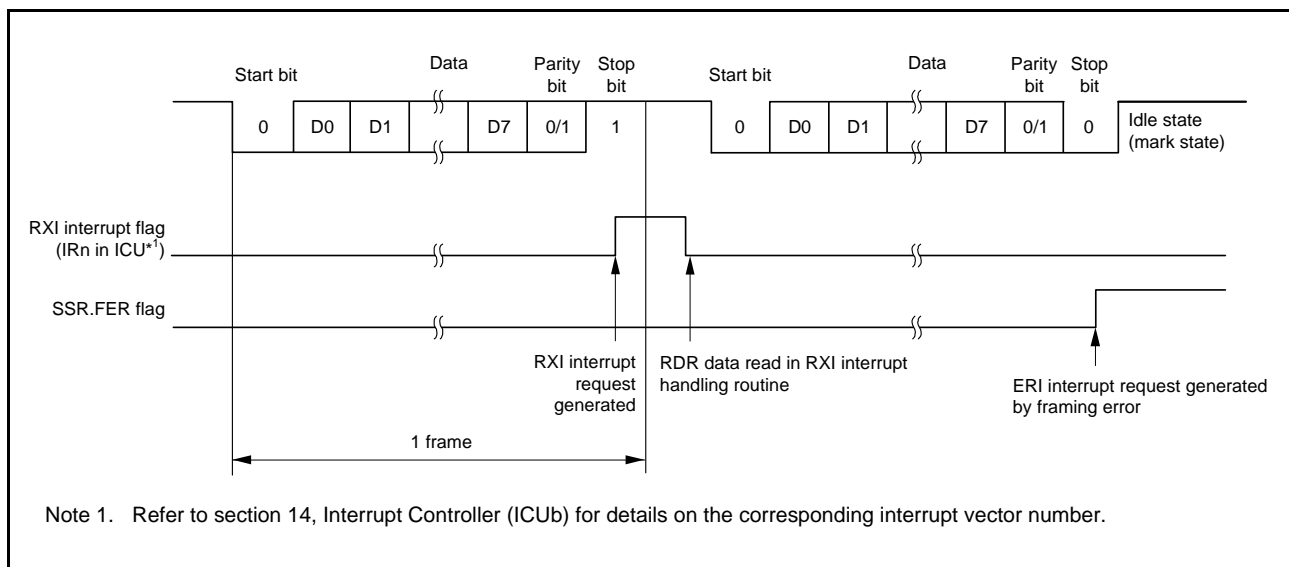 Start bit
Data
Parity bit
Stop bit
Start bit
Data
Parity bit
Stop bit
0 D0 D1 D7 0/1 1 0 D0 D1 D7 0/1 0
Idle state
(mark state)
RXI interrupt flag
(IRn in ICU*1)
SSR.FER flag
RXI interrupt
request
generated
RDR data read in RXI interrupt
handling routine
ERI interrupt request generated
by framing error
1 frame
Note 1. Refer to section 14, Interrupt Controller (ICUb) for details on the corresponding interrupt vector number.